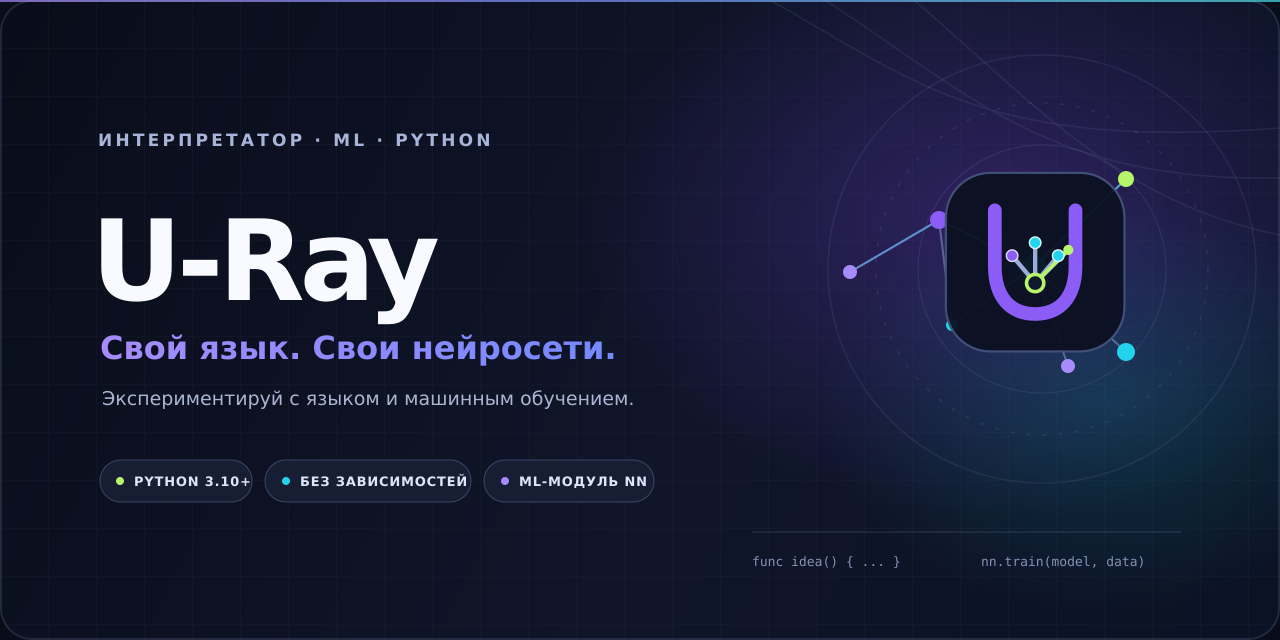 ИНТЕРПРЕТАТОР · ML · PYTHON
U-Ray
Свой язык. Свои нейросети.
Экспериментируй с языком и машинным обучением.
PYTHON 3.10+
БЕЗ ЗАВИСИМОСТЕЙ
ML-МОДУЛЬ NN
func idea() { ... }
nn.train(model, data)